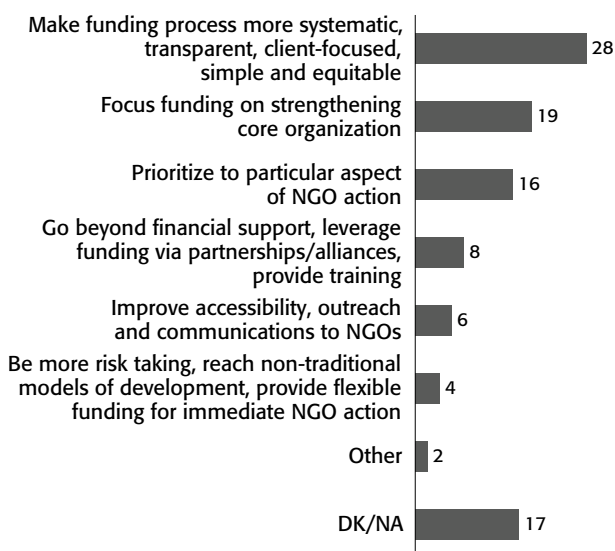 Make funding process more systematic,
transparent, client-focused,
simple and equitable
28
Focus funding on strengthening
core organization
19
Prioritize to particular aspect
of NGO action
16
Go beyond financial support, leverage
funding via partnerships/alliances,
provide training
8
Improve accessibility, outreach
and communications to NGOs
6
Be more risk taking, reach non-traditional
models of development, provide flexible
funding for immediate NGO action
4
Other
2
DK/NA
17